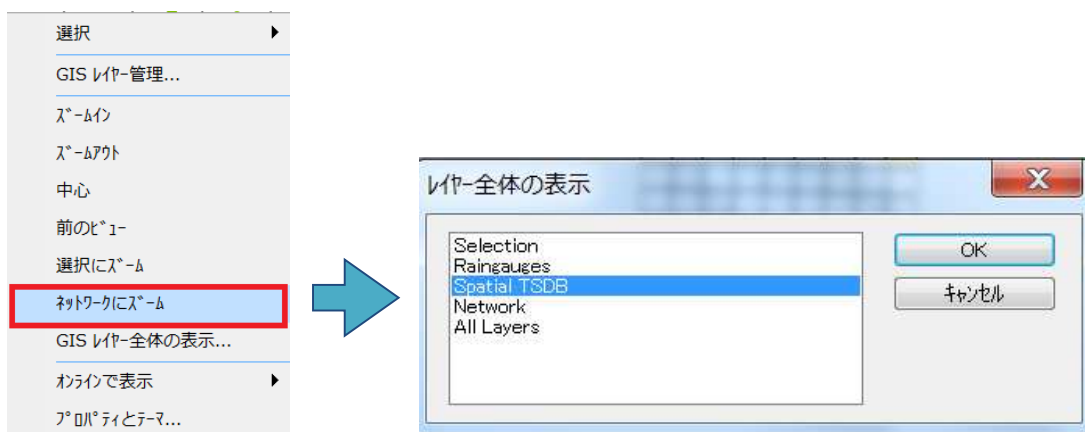 選択
GIS ﾚｲﾔｰ管理...
ｽﾞｰﾑｲﾝ
ｽﾞｰﾑｱｳﾄ
中心
前のﾋﾞｭｰ
選択にｽﾞｰﾑ
ﾈｯﾄﾜｰｸにｽﾞｰﾑ
GIS ﾚｲﾔｰ全体の表示...
ｵﾝﾗｲﾝで表示
ﾌﾟﾛﾊﾟﾃｨとﾃｰﾏ...
ﾚｲﾔｰ全体の表示
Selection
Raingauges
Spatial TSDB
Network
All Layers
OK
ｷｬﾝｾﾙ